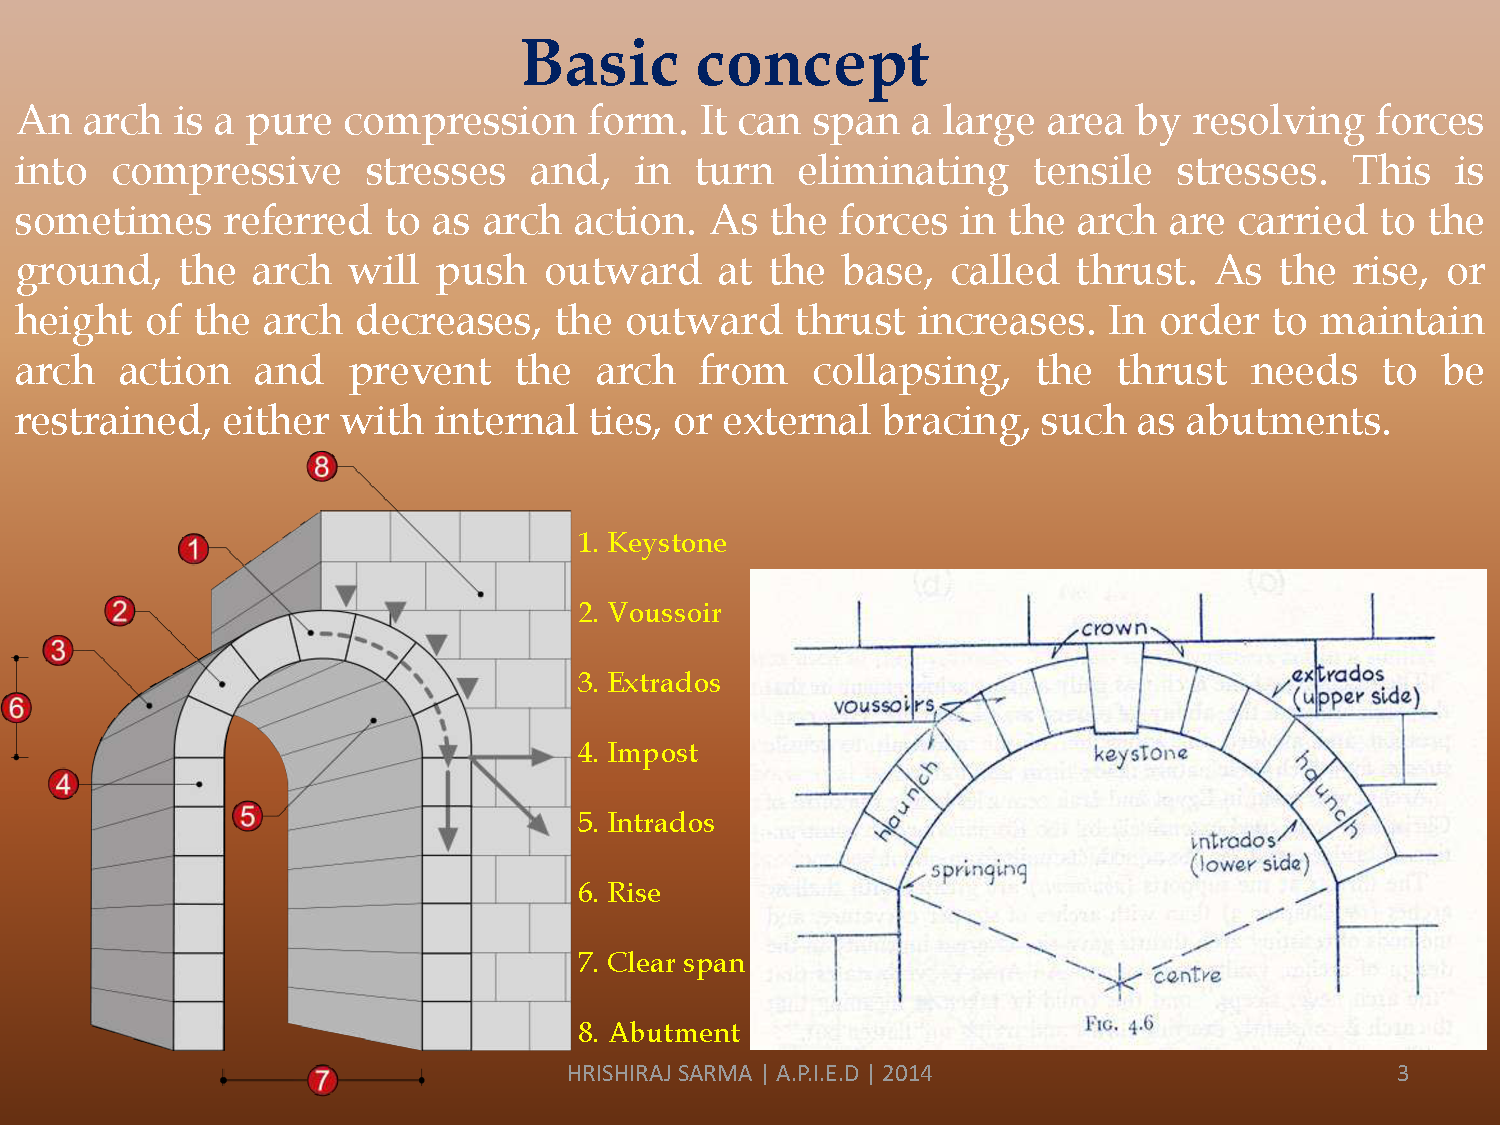 Basic concept
An arch is a pure compression form. It can span a large area by resolving forces
into compressive stresses and, in turn eliminating tensile stresses. This is
sometimes referred to as arch action. As the forces in the arch are carried to the
ground, the arch will push outward at the base, called thrust. As the rise, or
height of the arch decreases, the outward thrust increases. In order to maintain
arch action and prevent the arch from collapsing, the thrust needs to be
restrained, either with internal ties, or external bracing, such as abutments.
8
1
2
3
6
4
5
7
1. Keystone
2. Voussoir
3. Extrados
4. Impost
5. Intrados
6. Rise
7. Clear span
8. Abutment
crown
extrados
(upper side)
voussoirs
keystone
haunch
haunch
intrados
(lower side)
springing
centre
FIG. 4.6
HRISHIRAJ SARMA | A.P.I.E.D | 2014
3